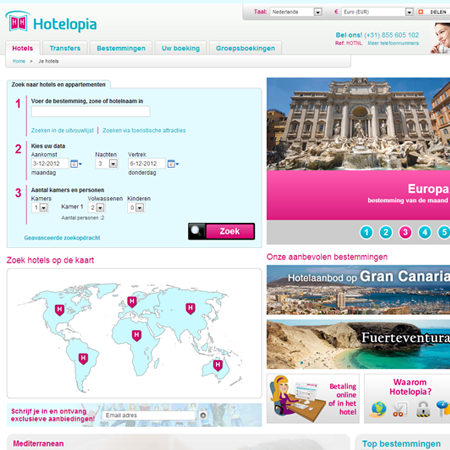 Hotelopia
Taal: Nederlands
€ Euro (EUR)
DELEN
Bel ons! (+31) 855 605 102
Ref: HOTNL Meer telefoonnummers
Hotels Transfers Bestemmingen Uw boeking Groepsboekingen
Home » Je hotels
Zoek naar hotels en appartementen
1 Voer de bestemming, zone of hotelnaam in
Zoeken in de uitvouwlijst | Zoeken via toeristische attracties
2 Kies uw data
Aankomst Nachten Vertrek
3-12-2012 3 6-12-2012
maandag donderdag
3 Aantal kamers en personen
Kamers Volwassenen Kinderen
1 Kamer 1 2 0
Aantal personen :2
Geavanceerde zoekopdracht
Zoek
Europa
bestemming van de maand
1 2 3 4 5
Zoek hotels op de kaart
H
H
H
H
H
H
Onze aanbevolen bestemmingen
Hotelaanbod op Gran Canaria
Fuerteventura
Betaling
online of
of in het
hotel
Waarom
Hotelopia?
Schrijf je in en ontvang
exclusieve aanbiedingen!
Email adres
Mediterranean
Top bestemmingen